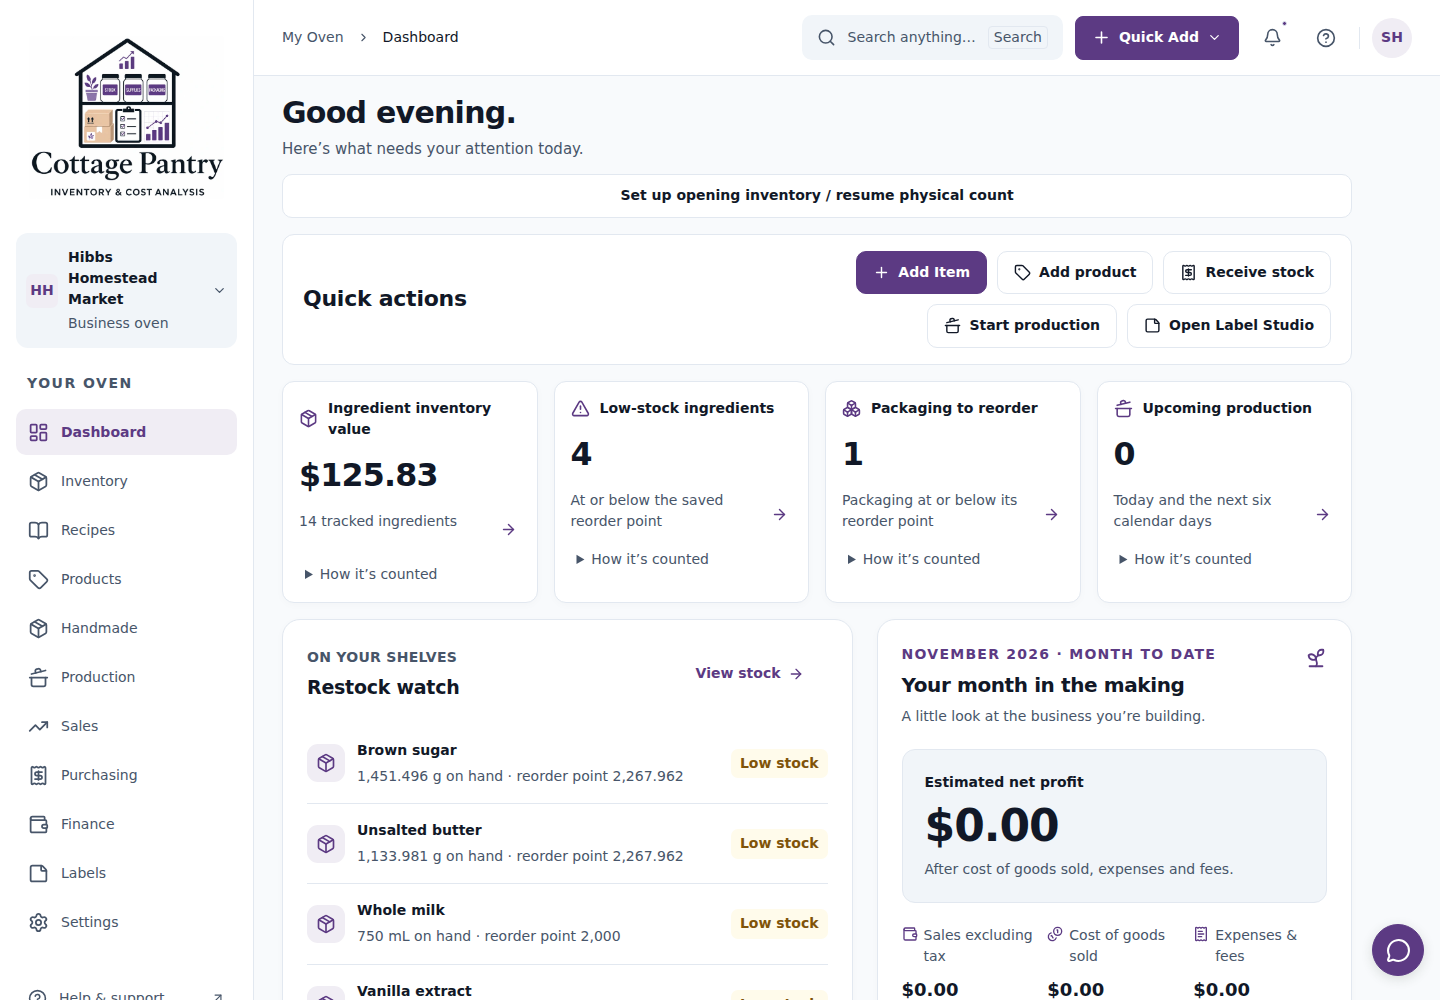 Cottage Pantry
INVENTORY & COST ANALYSIS
HH
Hibbs
Homestead
Market
Business oven
YOUR OVEN
Dashboard
Inventory
Recipes
Products
Handmade
Production
Sales
Purchasing
Finance
Labels
Settings
Help & support
My Oven > Dashboard
Search anything… Search
Quick Add
SH
Good evening.
Here’s what needs your attention today.
Set up opening inventory / resume physical count
Quick actions
Add Item
Add product
Receive stock
Start production
Open Label Studio
Ingredient inventory
value
$125.83
14 tracked ingredients
How it’s counted
Low-stock ingredients
4
At or below the saved
reorder point
How it’s counted
Packaging to reorder
1
Packaging at or below its
reorder point
How it’s counted
Upcoming production
0
Today and the next six
calendar days
How it’s counted
ON YOUR SHELVES
Restock watch
View stock
Brown sugar
1,451.496 g on hand · reorder point 2,267.962
Low stock
Unsalted butter
1,133.981 g on hand · reorder point 2,267.962
Low stock
Whole milk
750 mL on hand · reorder point 2,000
Low stock
Vanilla extract
NOVEMBER 2026 · MONTH TO DATE
Your month in the making
A little look at the business you’re building.
Estimated net profit
$0.00
After cost of goods sold, expenses and fees.
Sales excluding
tax
$0.00
Cost of goods
sold
$0.00
Expenses &
fees
$0.00